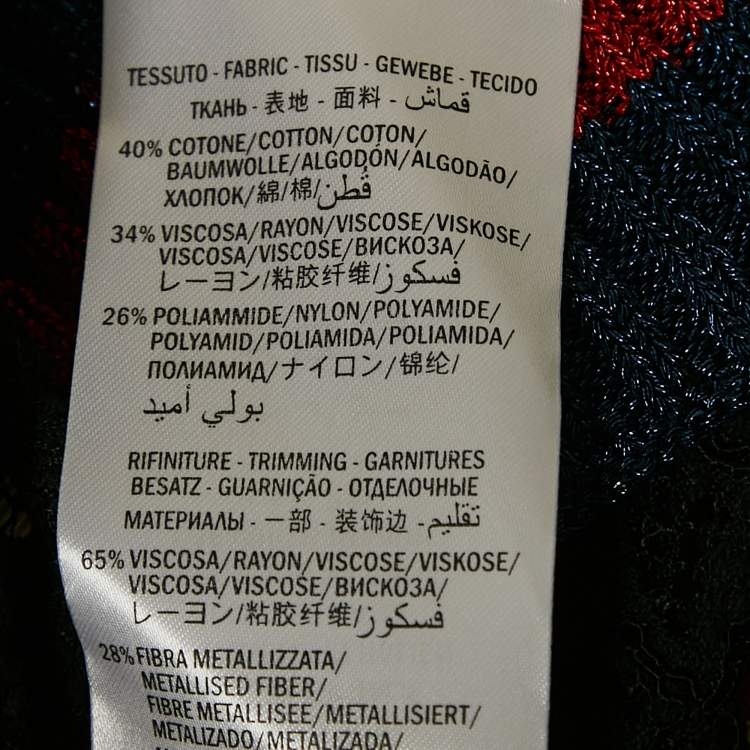 TESSUTO - FABRIC - TISSU - GEWEBE - TECIDO
ТКАНЬ - 表地 - 面料 - قماش
40% COTONE/COTTON/COTON/
BAUMWOLLE/ALGODÓN/ALGODÃO/
ХЛОПОК/綿/棉/قُطن
34% VISCOSA/RAYON/VISCOSE/VISKOSE/
VISCOSA/VISCOSE/ВИСКОЗА/
レーヨン/粘胶纤维/فسكوز
26% POLIAMMIDE/NYLON/POLYAMIDE/
POLYAMID/POLIAMIDA/POLIAMIDA/
ПОЛИАМИД/ナイロン/锦纶/
بولي أميد
RIFINITURE - TRIMMING - GARNITURES
BESATZ - GUARNIÇÃO - ОТДЕЛОЧНЫЕ
МАТЕРИАЛЫ - 一部 - 装饰边 - تقليم
65% VISCOSA/RAYON/VISCOSE/VISKOSE/
VISCOSA/VISCOSE/ВИСКОЗА/
レーヨン/粘胶纤维/فسكوز
28% FIBRA METALLIZZATA/
METALLISED FIBER/
FIBRE METALLISEE/METALLISIERT/
METALIZADO/METALIZADA/